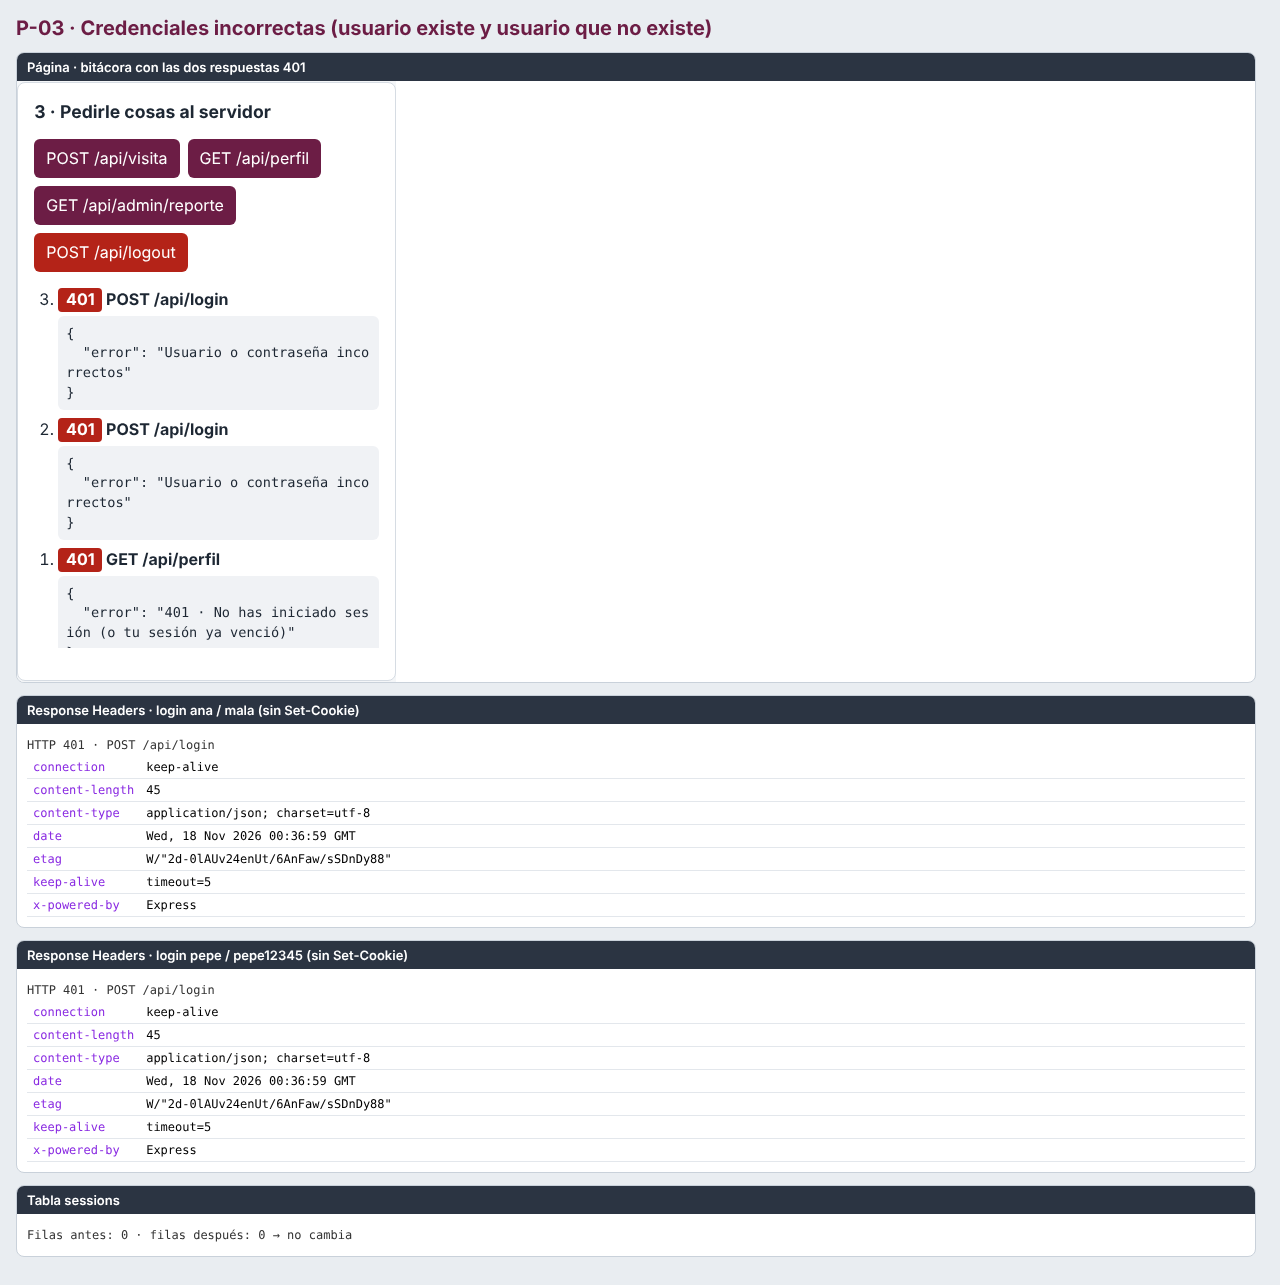 P-03 · Credenciales incorrectas (usuario existe y usuario que no existe)
Página · bitácora con las dos respuestas 401
3 · Pedirle cosas al servidor
POST /api/visita
GET /api/perfil
GET /api/admin/reporte
POST /api/logout
3. 401 POST /api/login
{
"error": "Usuario o contraseña inco
rrectos"
}
2. 401 POST /api/login
{
"error": "Usuario o contraseña inco
rrectos"
}
1. 401 GET /api/perfil
{
"error": "401 · No has iniciado ses
ión (o tu sesión ya venció)"
Response Headers · login ana / mala (sin Set-Cookie)
HTTP 401 · POST /api/login
connection keep-alive
content-length 45
content-type application/json; charset=utf-8
date Wed, 18 Nov 2026 00:36:59 GMT
etag W/"2d-0lAUv24enUt/6AnFaw/sSDnDy88"
keep-alive timeout=5
x-powered-by Express
Response Headers · login pepe / pepe12345 (sin Set-Cookie)
HTTP 401 · POST /api/login
connection keep-alive
content-length 45
content-type application/json; charset=utf-8
date Wed, 18 Nov 2026 00:36:59 GMT
etag W/"2d-0lAUv24enUt/6AnFaw/sSDnDy88"
keep-alive timeout=5
x-powered-by Express
Tabla sessions
Filas antes: 0 · filas después: 0 → no cambia